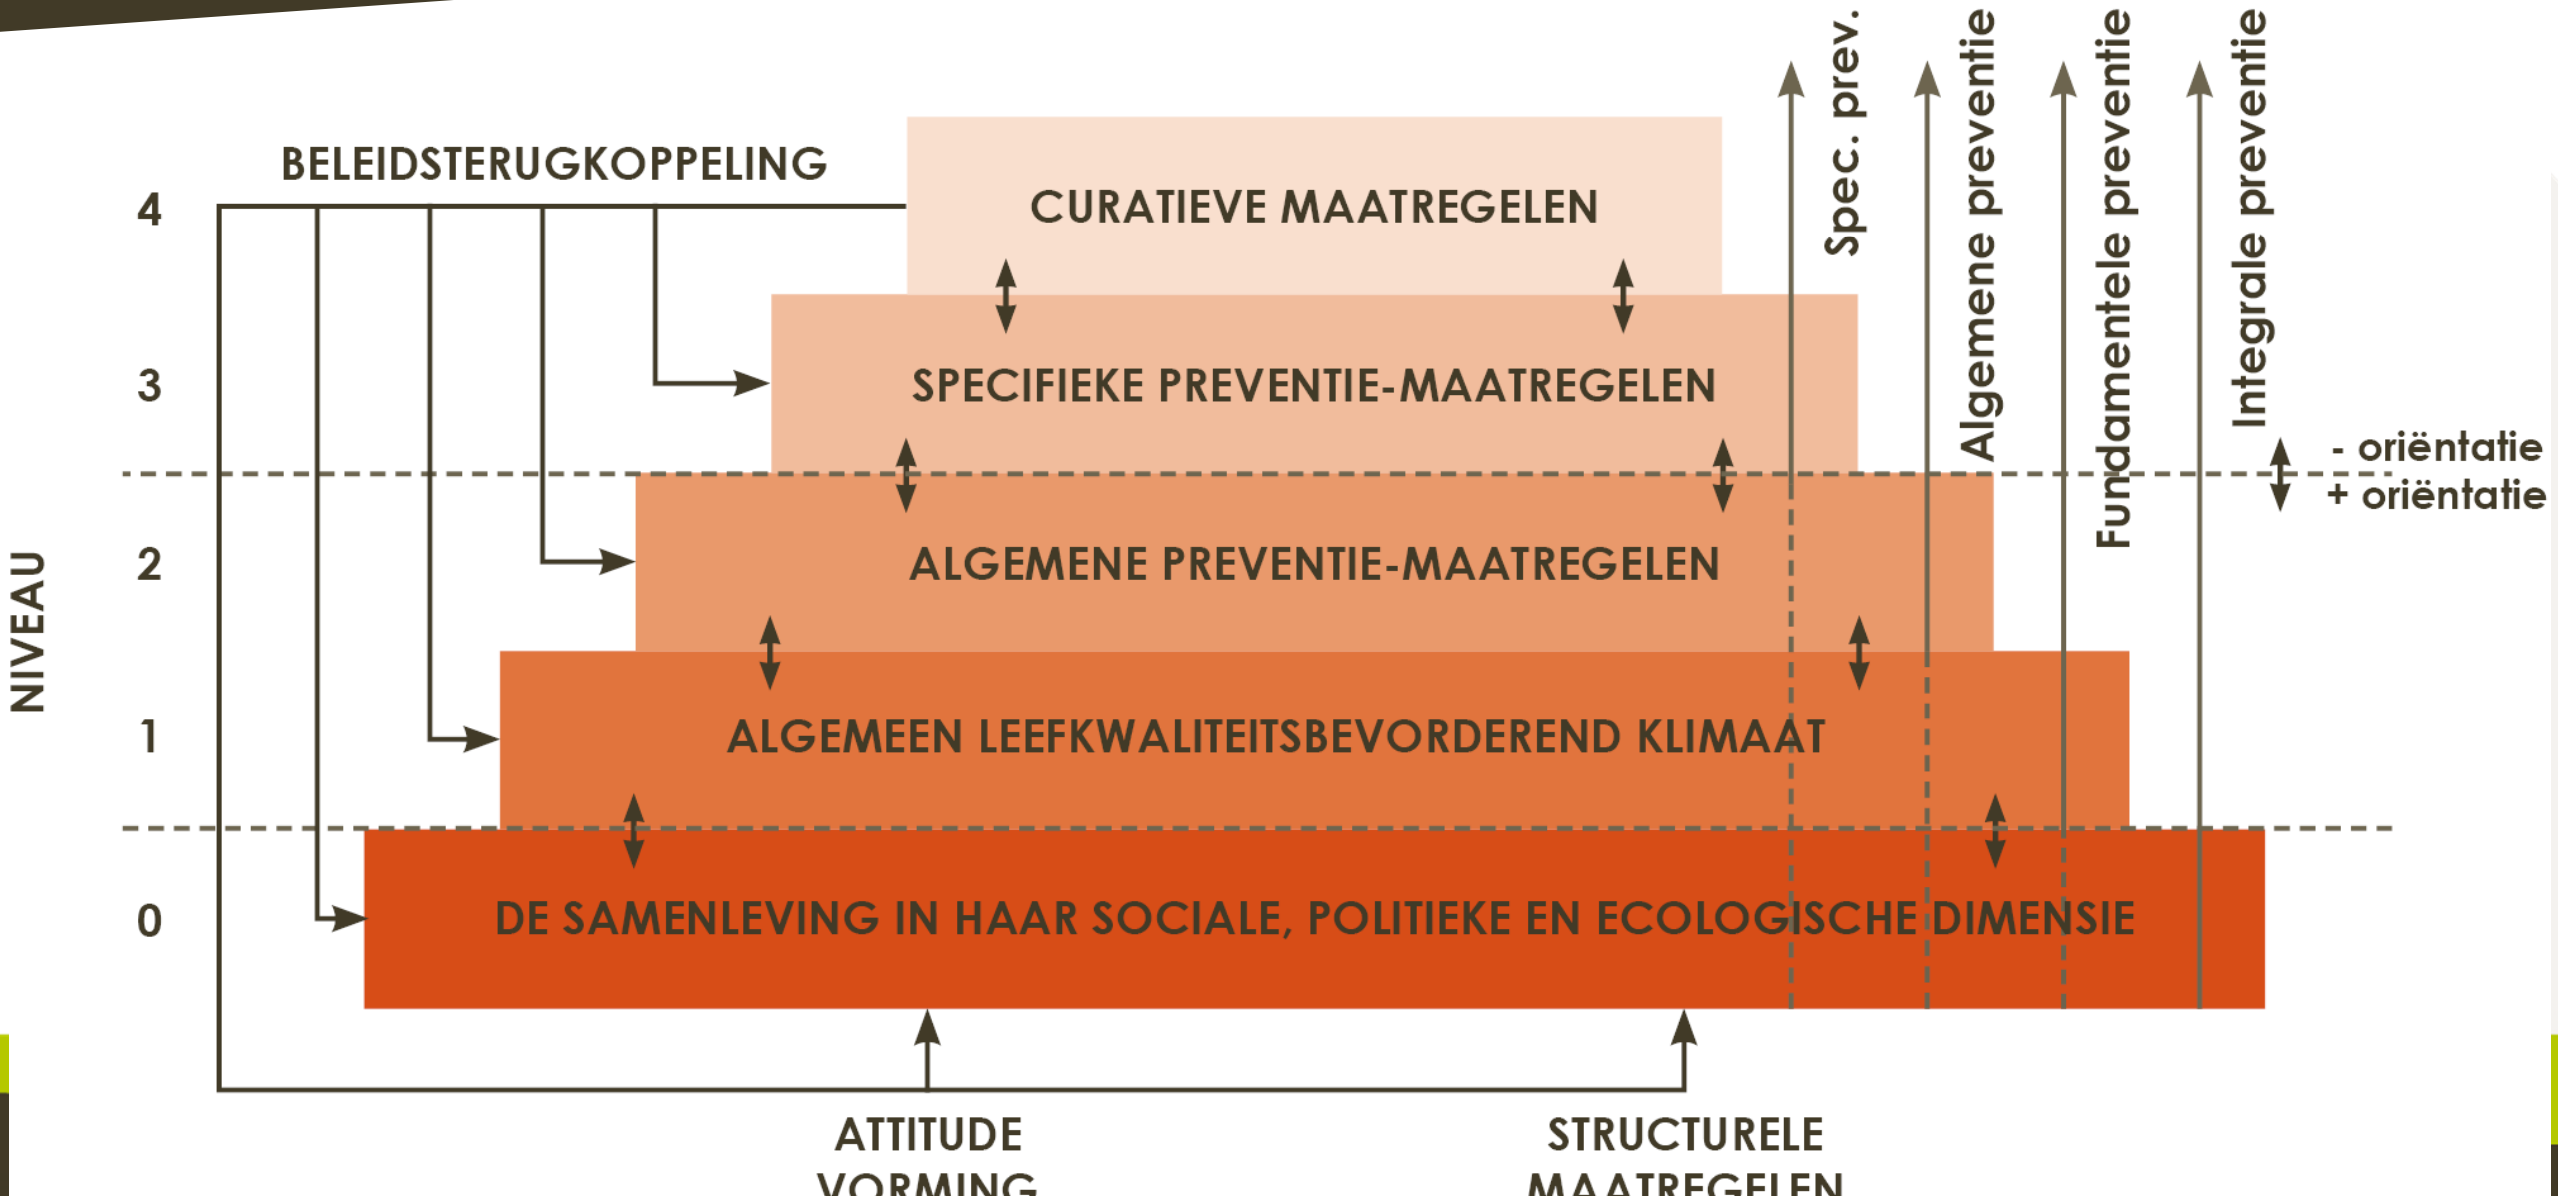 Spec. prev.
Algemene preventie
Fundamentele preventie
Integrale preventie
BELEIDSTERUGKOPPELING
4
CURATIEVE MAATREGELEN
3
SPECIFIEKE PREVENTIE-MAATREGELEN
- oriëntatie
+ oriëntatie
NIVEAU
2
ALGEMENE PREVENTIE-MAATREGELEN
1
ALGEMEEN LEEFKWALITEITSBEVORDEREND KLIMAAT
0
DE SAMENLEVING IN HAAR SOCIALE, POLITIEKE EN ECOLOGISCHE DIMENSIE
ATTITUDE
VORMING
STRUCTURELE
MAATREGELEN